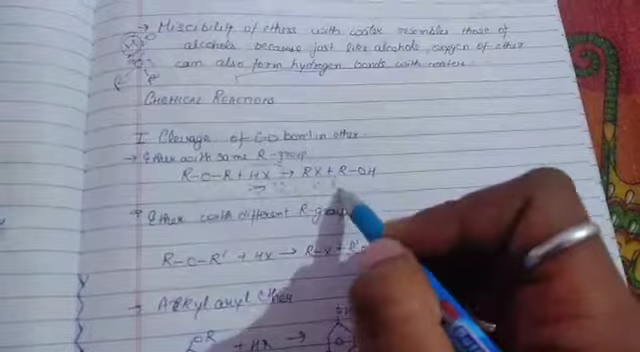 → Miscibility of ethers with water resembles those of
alcohols because just like alcohols, oxygen of ether
can also form hydrogen bonds with water.
CHEMICAL REACTIONS
I Clevage of C-O bond in ether
→ Ether with same R-group
R-O-R + HX → RX + R-OH
→ Ether with different R-group
R-O-R' + HX → R-X + R'
→ Alkyl aryl ether
OR + HX →